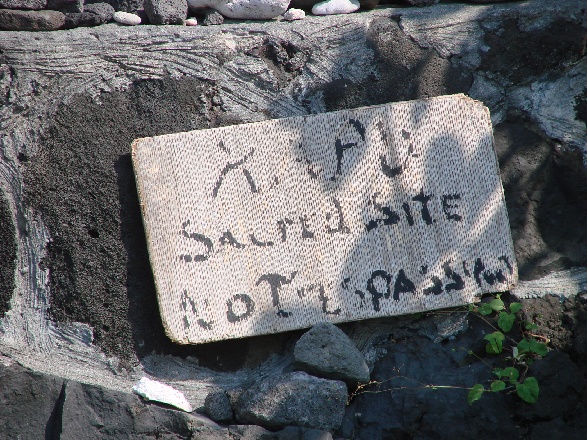 KAPU
Sacred Site
No Trespassing